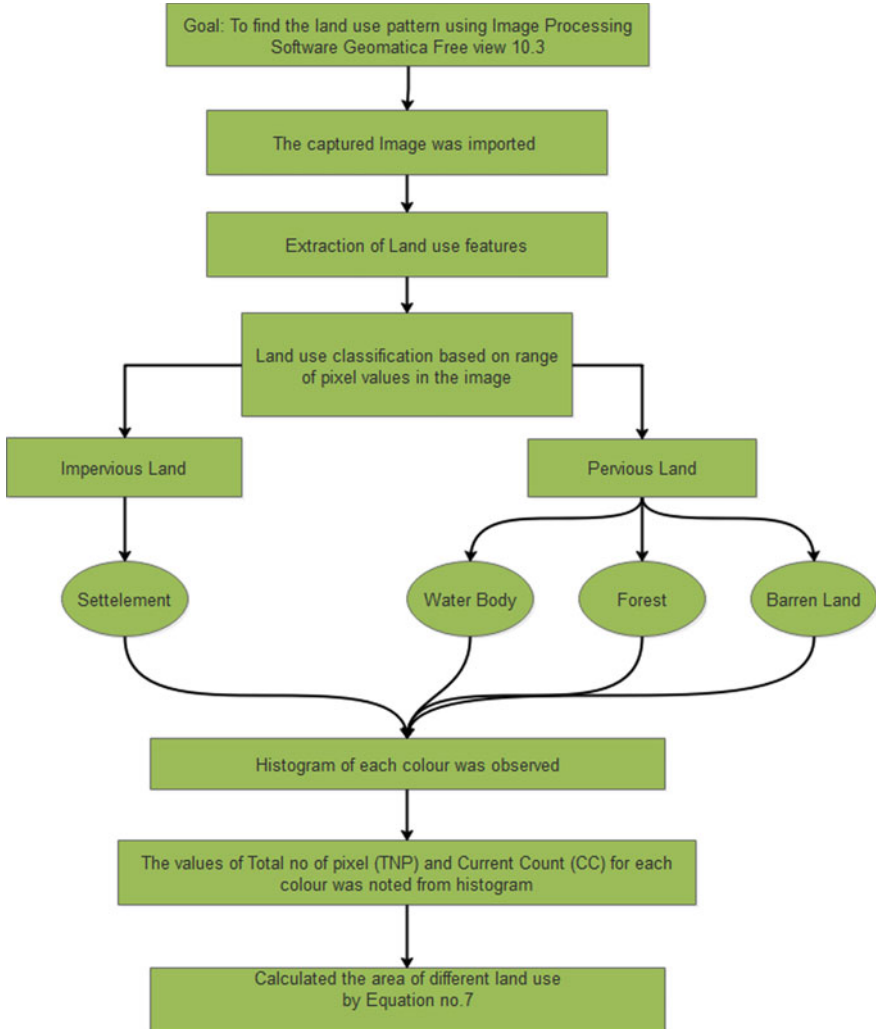 Goal: To find the land use pattern using Image Processing
Software Geomatica Free view 10.3
The captured Image was imported
Extraction of Land use features
Land use classification based on range
of pixel values in the image
Impervious Land
Pervious Land
Settelement
Water Body
Forest
Barren Land
Histogram of each colour was observed
The values of Total no of pixel (TNP) and Current Count (CC) for each
colour was noted from histogram
Calculated the area of different land use
by Equation no.7